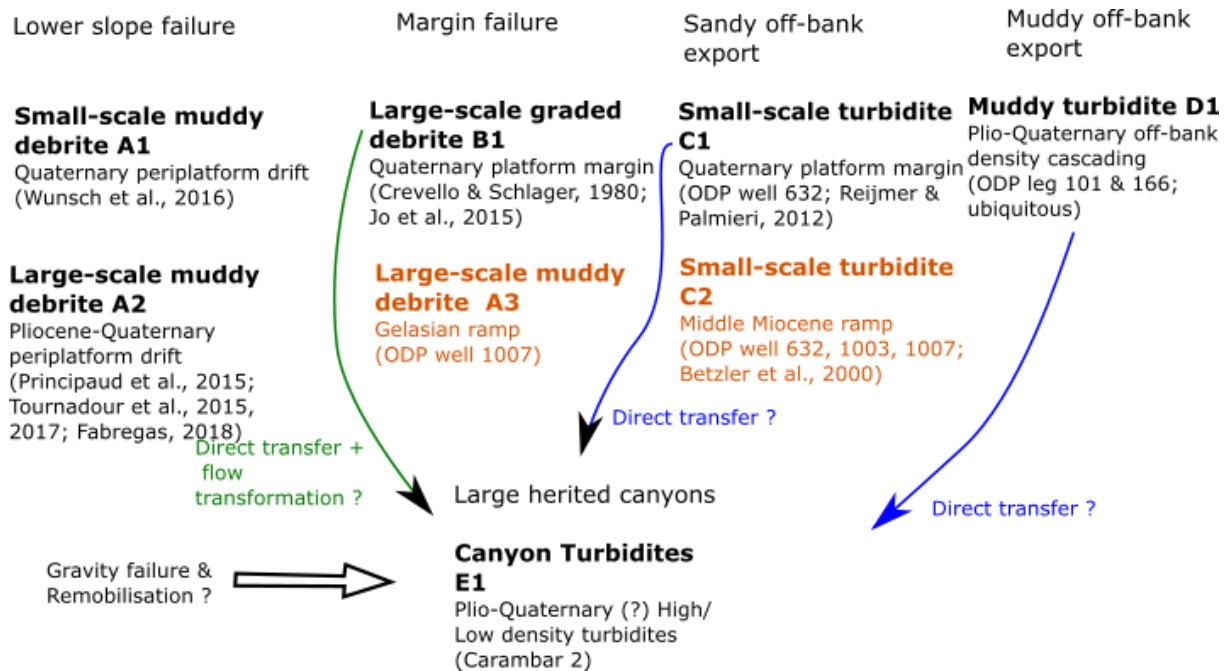 Lower slope failure
Margin failure
Sandy off-bank
export
Muddy off-bank
export
Small-scale muddy
debrite A1
Quaternary periplatform drift
(Wunsch et al., 2016)
Large-scale graded
debrite B1
Quaternary platform margin
(Crevello & Schlager, 1980;
Jo et al., 2015)
Small-scale turbidite
C1
Quaternary platform margin
(ODP well 632; Reijmer &
Palmieri, 2012)
Muddy turbidite D1
Plio-Quaternary off-bank
density cascading
(ODP leg 101 & 166;
ubiquitous)
Large-scale muddy
debrite A2
Pliocene-Quaternary
periplatform drift
(Principaud et al., 2015;
Tournadour et al., 2015,
2017; Fabregas, 2018)
Large-scale muddy
debrite  A3
Gelasian ramp
(ODP well 1007)
Small-scale turbidite
C2
Middle Miocene ramp
(ODP well 632, 1003, 1007;
Betzler et al., 2000)
Direct transfer +
flow
transformation ?
Direct transfer ?
Direct transfer ?
Large herited canyons
Gravity failure &
Remobilisation ?
Canyon Turbidites
E1
Plio-Quaternary (?) High/
Low density turbidites
(Carambar 2)